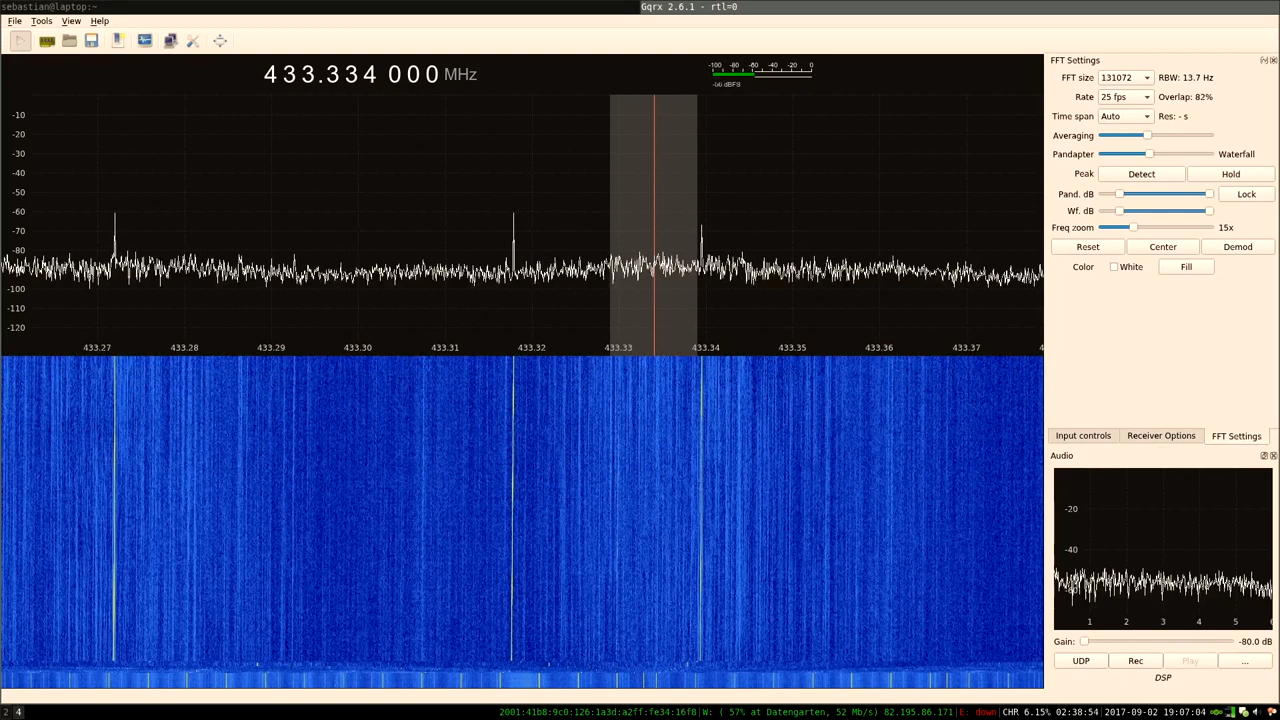 sebastian@laptop:~
Gqrx 2.6.1 - rtl=0
File Tools View Help
433.334 000 MHz
-100 -80 -60 -40 -20 0
dBFS
-10
-20
-30
-40
-50
-60
-70
-80
-90
-100
-110
-120
433.27 433.28 433.29 433.30 433.31 433.32 433.33 433.34 433.35 433.36 433.37 4
FFT Settings
FFT size 131072 RBW: 13.7 Hz
Rate 25 fps Overlap: 82%
Time span Auto Res: - s
Averaging
Pandapter Waterfall
Peak Detect Hold
Pand. dB Lock
Wf. dB
Freq zoom 15x
Reset Center Demod
Color White Fill
Input controls Receiver Options FFT Settings
Audio
-20
-40
1 2 3 4 5 6
Gain: -80.0 dB
UDP Rec Play ...
DSP
2 4
2001:41b8:9c0:126:1a3d:a2ff:fe34:16f8 W: ( 57% at Datengarten, 52 Mb/s) 82.195.86.171 E: down CHR 6.15% 02:38:54 2017-09-02 19:07:04